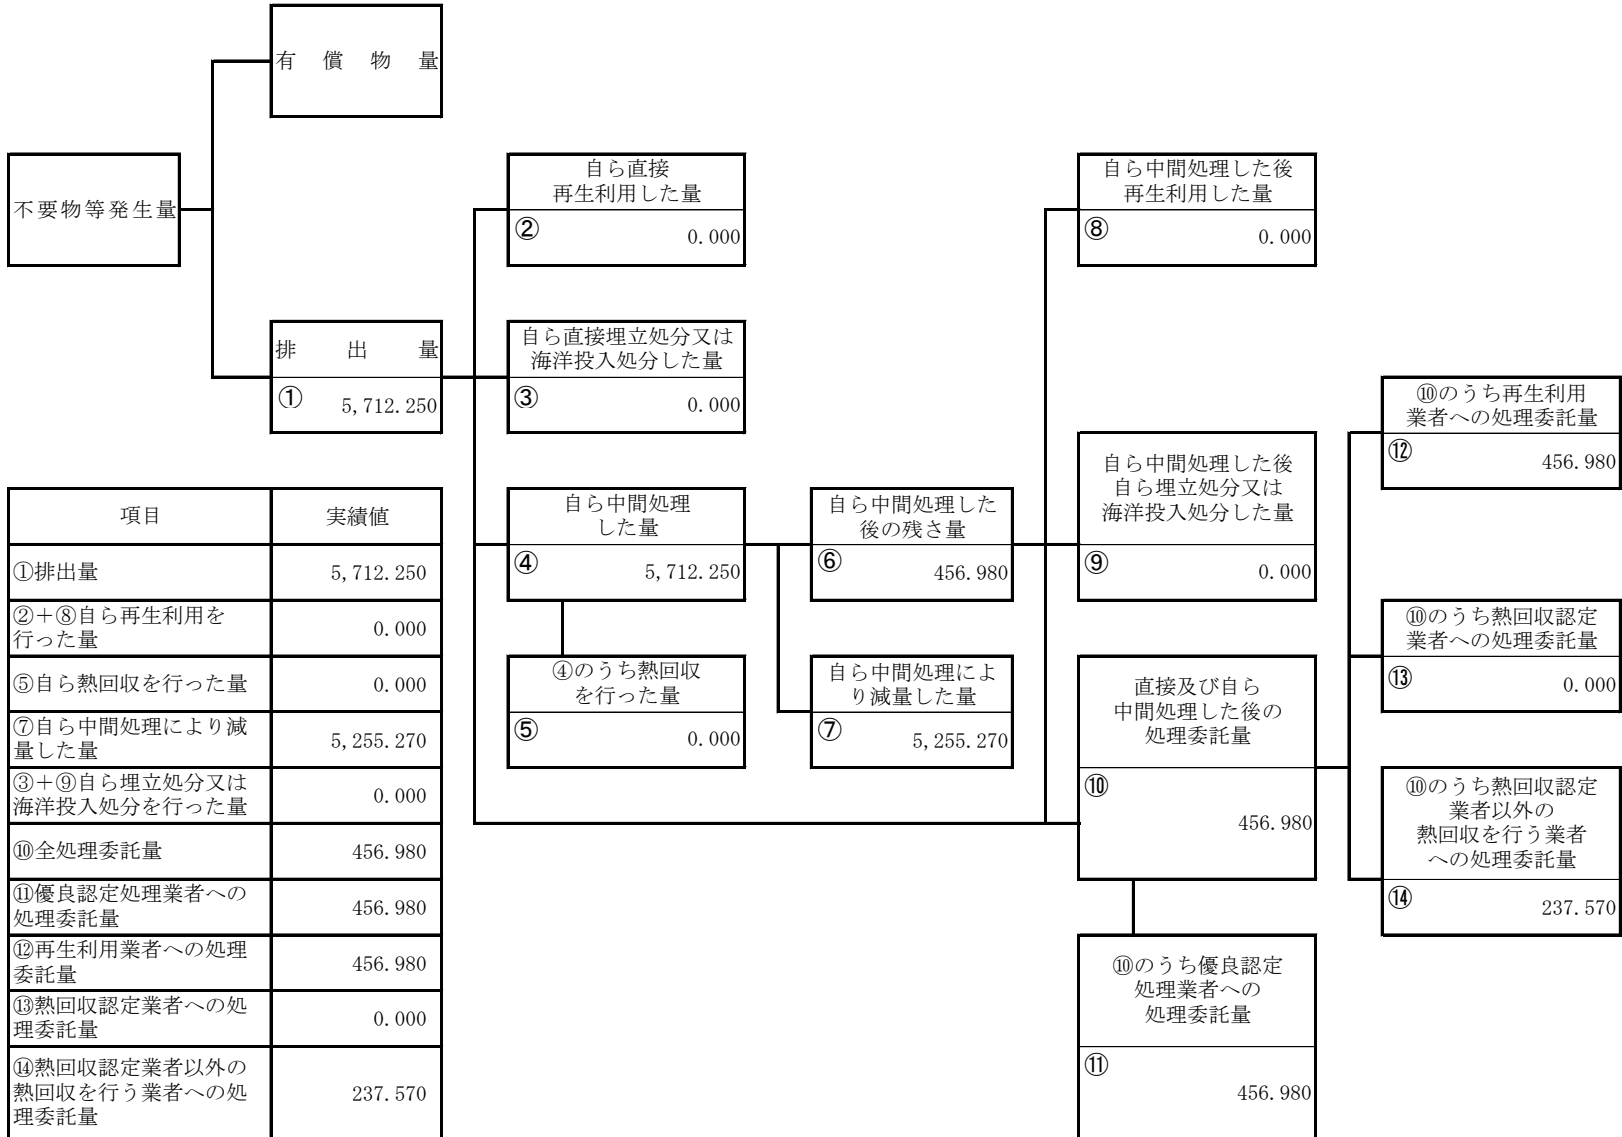 有償物量
不要物等発生量
排出量
① 5,712.250
自ら直接
再生利用した量
② 0.000
自ら直接埋立処分又は
海洋投入処分した量
③ 0.000
自ら中間処理
した量
④ 5,712.250
④のうち熱回収
を行った量
⑤ 0.000
自ら中間処理した
後の残さ量
⑥ 456.980
自ら中間処理によ
り減量した量
⑦ 5,255.270
自ら中間処理した後
再生利用した量
⑧ 0.000
自ら中間処理した後
自ら埋立処分又は
海洋投入処分した量
⑨ 0.000
直接及び自ら
中間処理した後の
処理委託量
⑩
456.980
⑩のうち優良認定
処理業者への
処理委託量
⑪
456.980
⑩のうち再生利用
業者への処理委託量
⑫ 456.980
⑩のうち熱回収認定
業者への処理委託量
⑬ 0.000
⑩のうち熱回収認定
業者以外の
熱回収を行う業者
への処理委託量
⑭ 237.570
項目 実績値
①排出量 5,712.250
②＋⑧自ら再生利用を
行った量 0.000
⑤自ら熱回収を行った量 0.000
⑦自ら中間処理により減
量した量 5,255.270
③＋⑨自ら埋立処分又は
海洋投入処分を行った量 0.000
⑩全処理委託量 456.980
⑪優良認定処理業者への
処理委託量 456.980
⑫再生利用業者への処理
委託量 456.980
⑬熱回収認定業者への処
理委託量 0.000
⑭熱回収認定業者以外の
熱回収を行う業者への処
理委託量 237.570